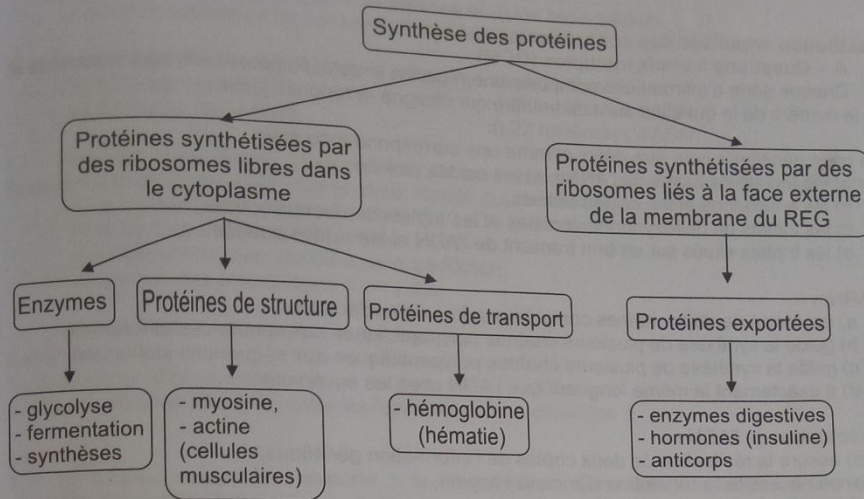 Synthèse des protéines
Protéines synthétisées par
des ribosomes libres dans
le cytoplasme
Protéines synthétisées par des
ribosomes liés à la face externe
de la membrane du REG
Enzymes
Protéines de structure
Protéines de transport
Protéines exportées
- glycolyse
- fermentation
- synthèses
- myosine,
- actine
(cellules
musculaires)
- hémoglobine
(hématie)
- enzymes digestives
- hormones (insuline)
- anticorps